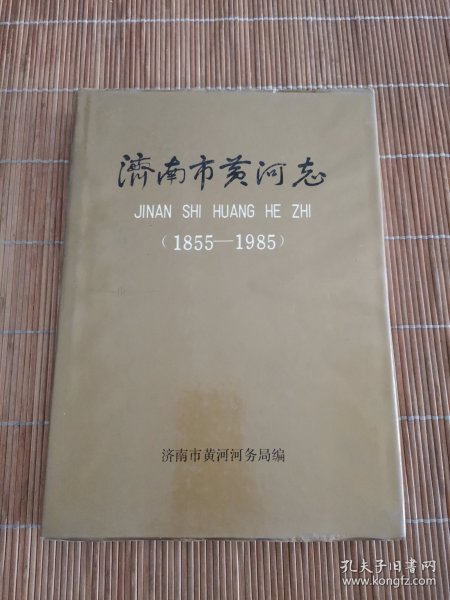 濟南市黄河志
JINAN SHI HUANG HE ZHI
（1855—1985）
济南市黄河河务局编
孔夫子旧书网
www.kongfz.com